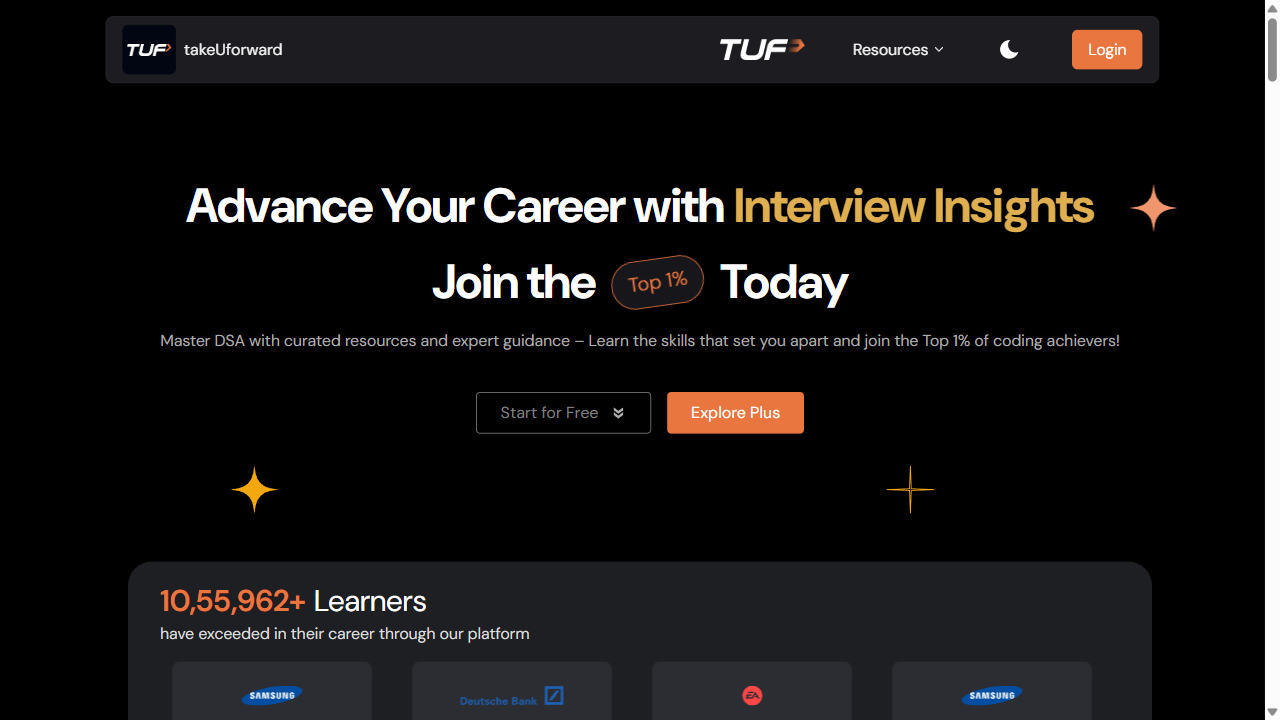 TUF takeUforward
TUF
Resources
Login
Advance Your Career with Interview Insights
Join the Top 1% Today
Master DSA with curated resources and expert guidance – Learn the skills that set you apart and join the Top 1% of coding achievers!
Start for Free
Explore Plus
10,55,962+ Learners
have exceeded in their career through our platform
SAMSUNG
Deutsche Bank
EA
SAMSUNG